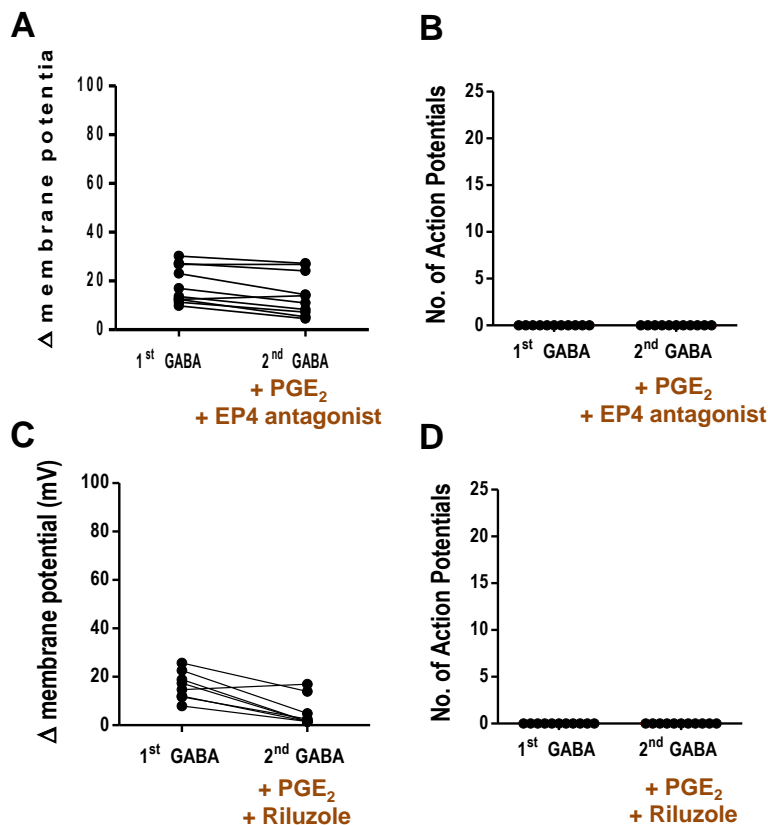 A
Δ membrane potentia
100
80
60
40
20
0
1st GABA
2nd GABA
+ PGE2
+ EP4 antagonist
B
No. of Action Potentials
25
20
15
10
5
0
1st GABA
2nd GABA
+ PGE2
+ EP4 antagonist
C
Δ membrane potential (mV)
100
80
60
40
20
0
1st GABA
2nd GABA
+ PGE2
+ Riluzole
D
No. of Action Potentials
25
20
15
10
5
0
1st GABA
2nd GABA
+ PGE2
+ Riluzole